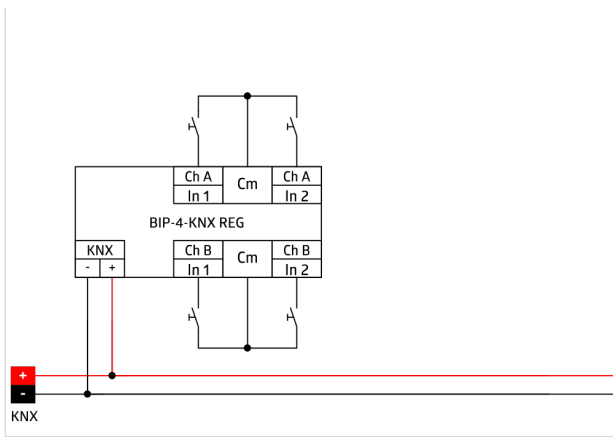 Ch A Cm Ch A
In 1 In 2
BIP-4-KNX REG
KNX Ch B Cm Ch B
- + In 1 In 2
+
-
KNX